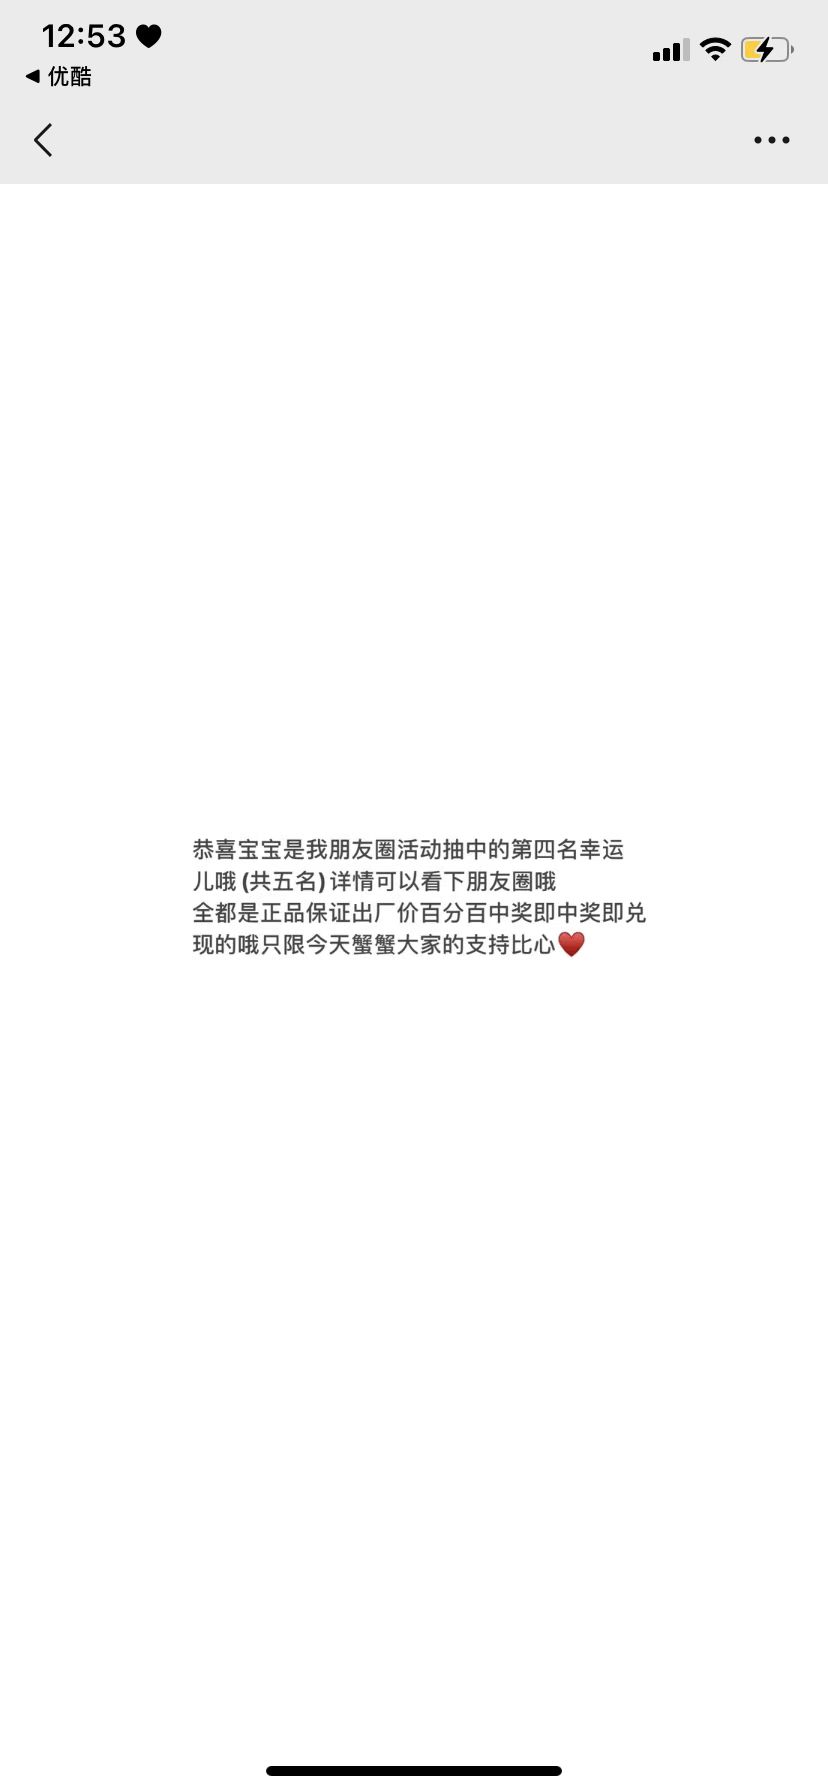 12:53
优酷
恭喜宝宝是我朋友圈活动抽中的第四名幸运
儿哦(共五名)详情可以看下朋友圈哦
全都是正品保证出厂价百分百中奖即中奖即兑
现的哦只限今天蟹蟹大家的支持比心❤️